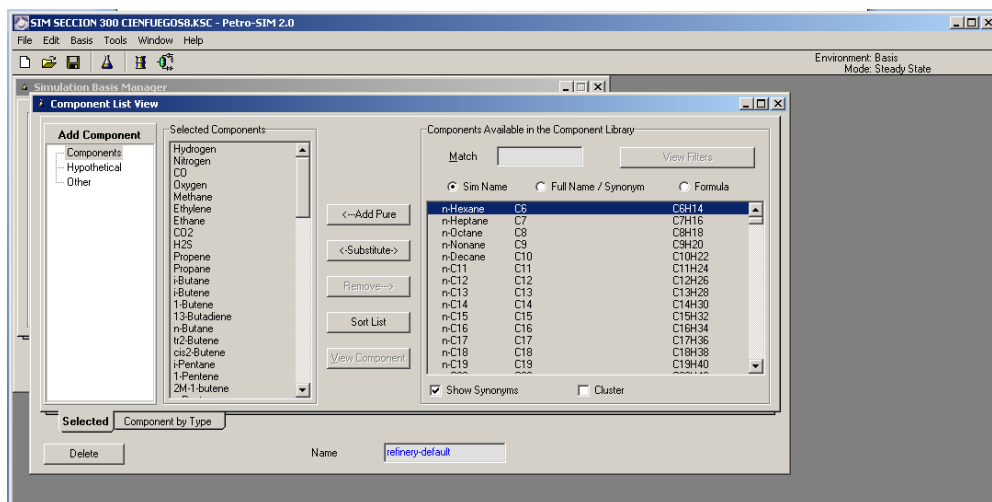 SIM SECCION 300 CIENFUEGOS8.KSC - Petro-SIM 2.0
File Edit Basis Tools Window Help
Environment: Basis
Mode: Steady State
Simulation Basis Manager
Component List View
Add Component
Components
Hypothetical
Other
Selected Components
Hydrogen
Nitrogen
CO
Oxygen
Methane
Ethylene
Ethane
CO2
H2S
Propene
Propane
i-Butane
i-Butene
1-Butene
13-Butadiene
n-Butane
tr2-Butene
cis2-Butene
i-Pentane
1-Pentene
2M-1-butene
<---Add Pure
<-Substitute->
Remove--->
Sort List
View Component
Components Available in the Component Library
Match
View Filters
Sim Name Full Name / Synonym Formula
n-Hexane C6 C6H14
n-Heptane C7 C7H16
n-Octane C8 C8H18
n-Nonane C9 C9H20
n-Decane C10 C10H22
n-C11 C11 C11H24
n-C12 C12 C12H26
n-C13 C13 C13H28
n-C14 C14 C14H30
n-C15 C15 C15H32
n-C16 C16 C16H34
n-C17 C17 C17H36
n-C18 C18 C18H38
n-C19 C19 C19H40
Show Synonyms Cluster
Selected Component by Type
Delete Name refinery-default